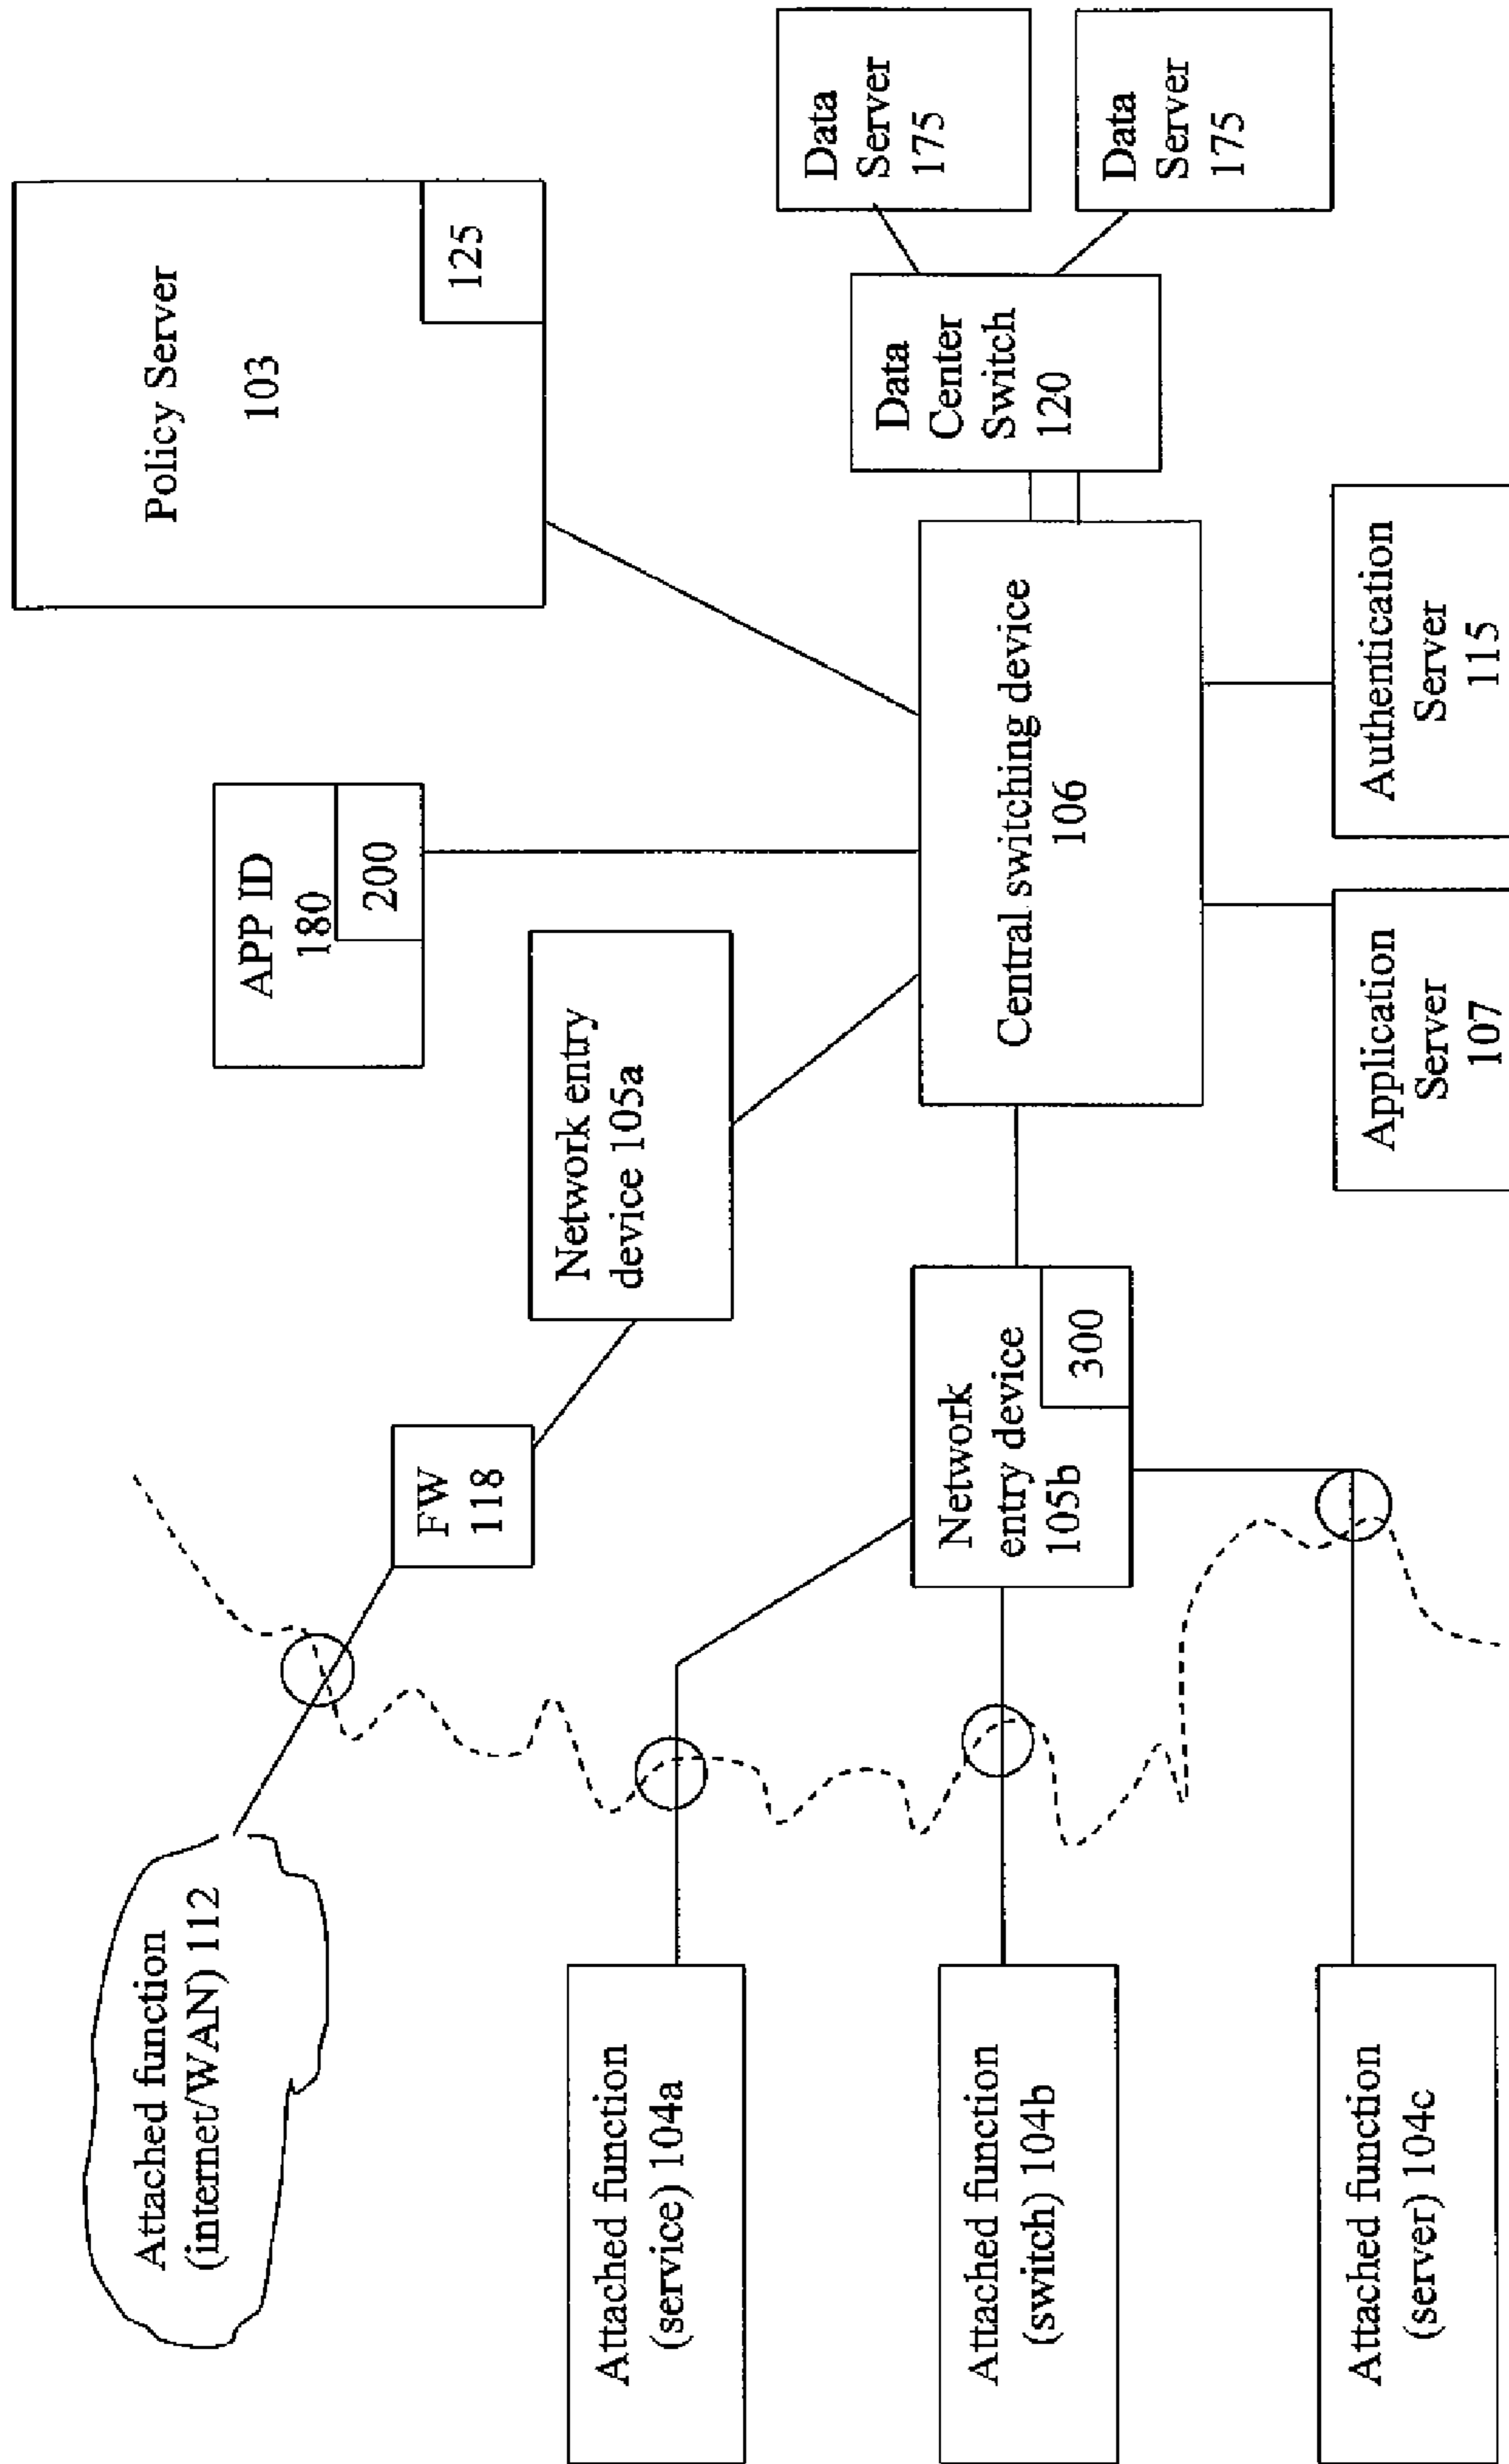 Attached function
(internet/WAN) 112
FW
118
APP ID
180
200
Policy Server
103
125
Network entry
device 105a
Attached function
(service) 104a
Attached function
(switch) 104b
Attached function
(server) 104c
Network
entry device
105b
300
Central switching device
106
Data
Center
Switch
120
Data
Server
175
Data
Server
175
Application
Server
107
Authentication
Server
115